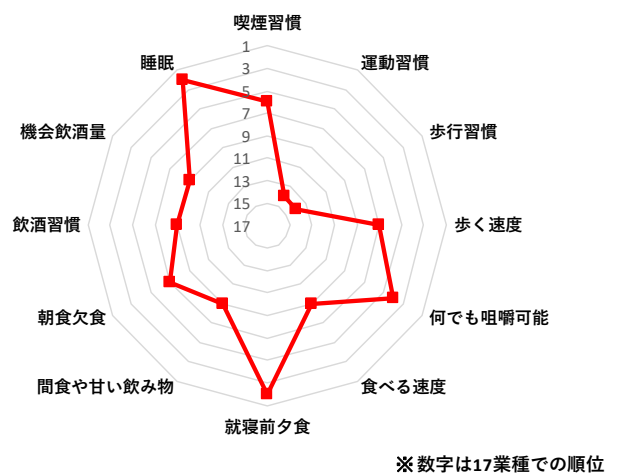 喫煙習慣
運動習慣
歩行習慣
歩く速度
何でも咀嚼可能
食べる速度
就寝前夕食
間食や甘い飲み物
朝食欠食
飲酒習慣
機会飲酒量
睡眠
1
3
5
7
9
11
13
15
17
※ 数字は17業種での順位